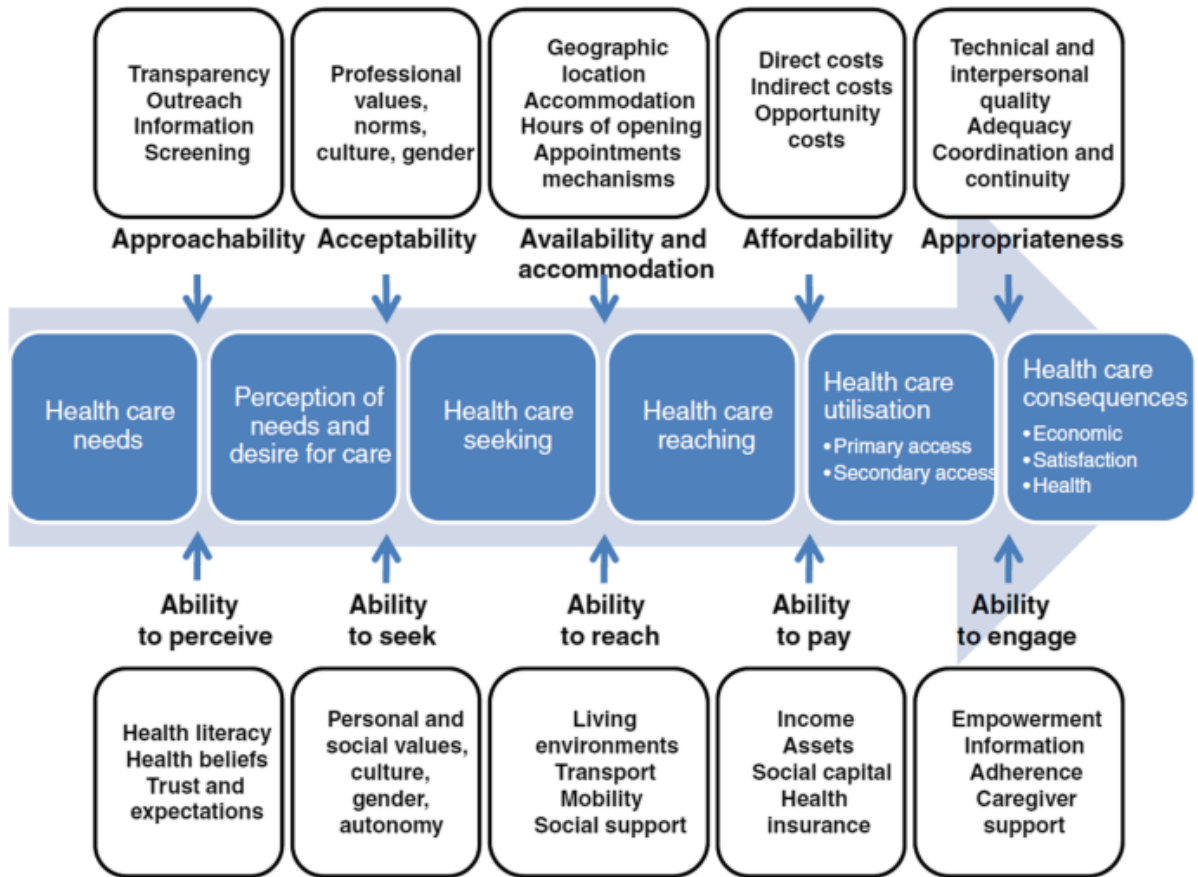 Transparency
Outreach
Information
Screening
Professional
values,
norms,
culture, gender
Geographic
location
Accommodation
Hours of opening
Appointments
mechanisms
Direct costs
Indirect costs
Opportunity
costs
Technical and
interpersonal
quality
Adequacy
Coordination and
continuity
Approachability
Acceptability
Availability and
accommodation
Affordability
Appropriateness
Health care
needs
Perception of
needs and
desire for care
Health care
seeking
Health care
reaching
Health care
utilisation
•Primary access
•Secondary access
Health care
consequences
•Economic
•Satisfaction
•Health
Ability
to perceive
Ability
to seek
Ability
to reach
Ability
to pay
Ability
to engage
Health literacy
Health beliefs
Trust and
expectations
Personal and
social values,
culture,
gender,
autonomy
Living
environments
Transport
Mobility
Social support
Income
Assets
Social capital
Health
insurance
Empowerment
Information
Adherence
Caregiver
support